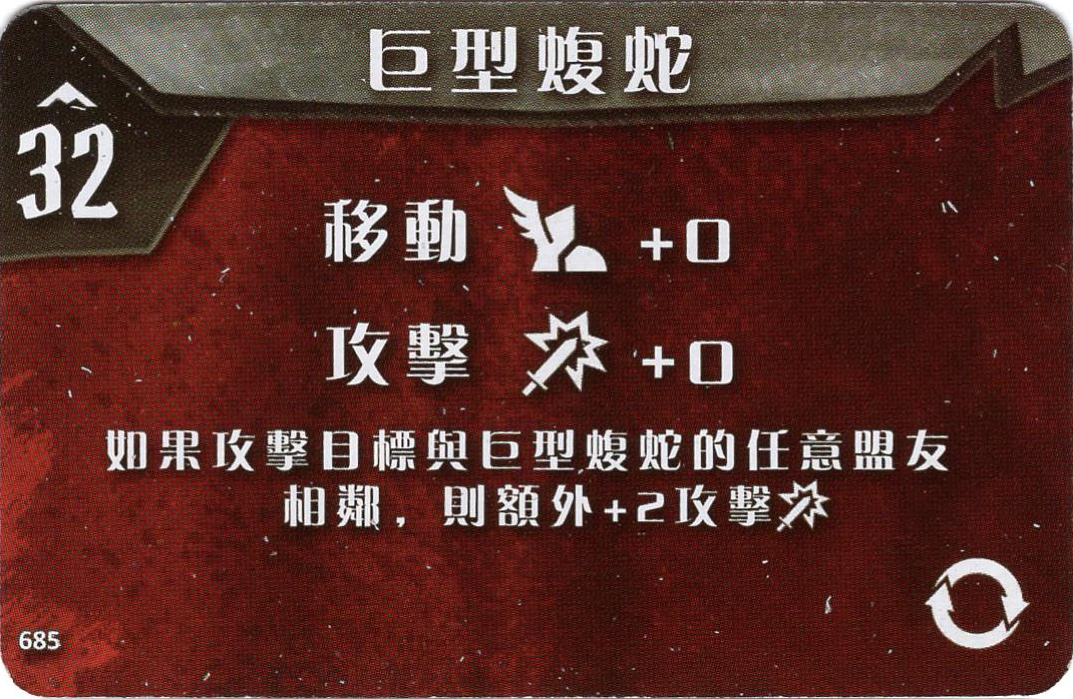 巨型蝮蛇
32
移動 +0
攻擊 +0
如果攻擊目標與巨型蝮蛇的任意盟友
相鄰，則額外+2攻擊
685